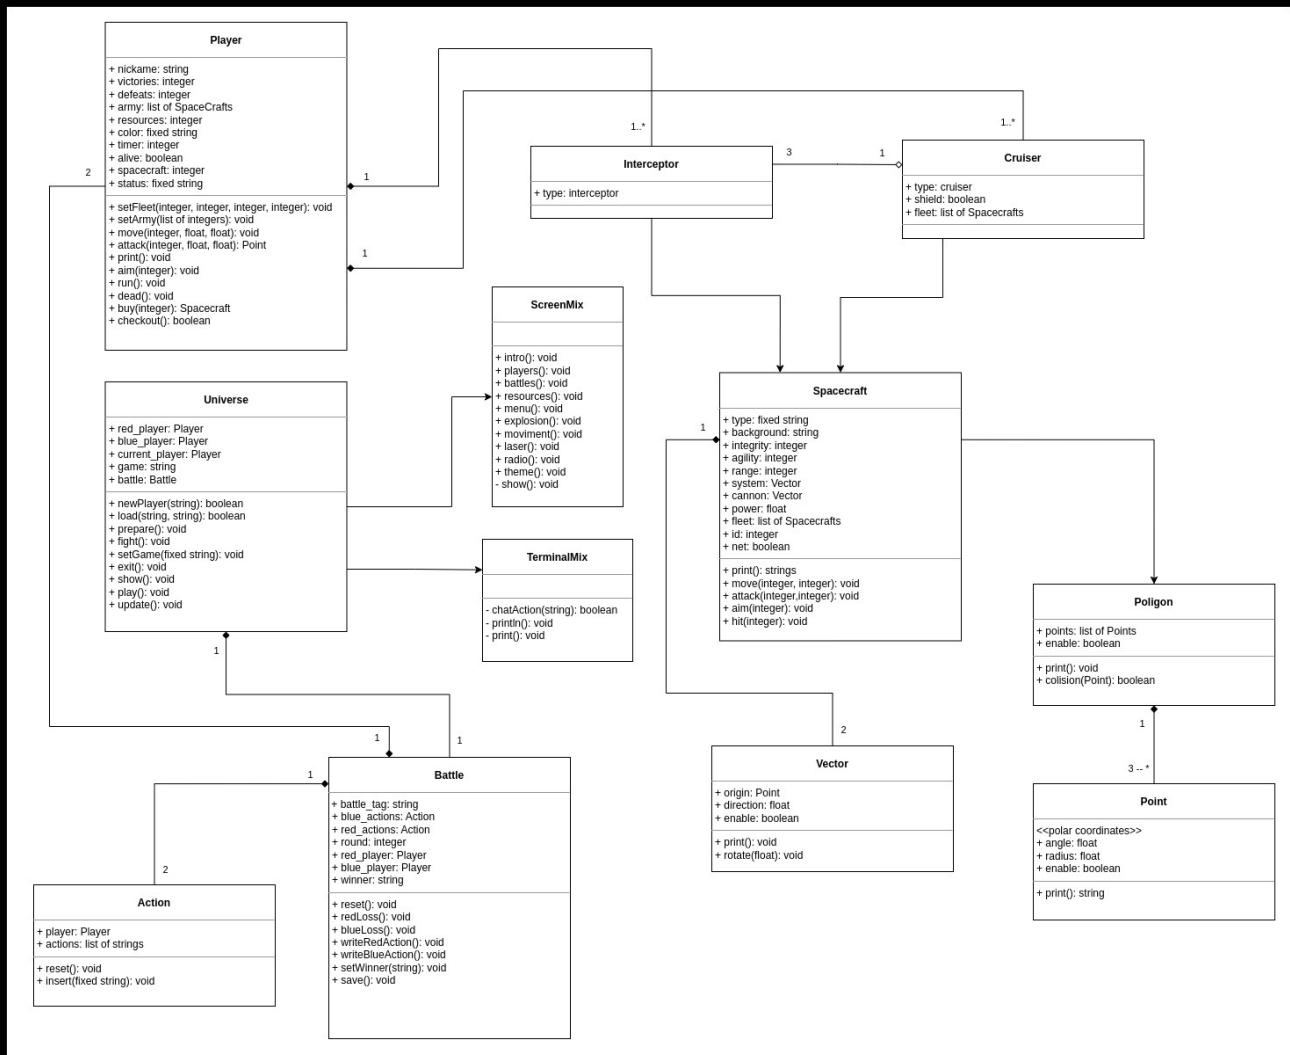 Player
+ nickame: string
+ victories: integer
+ defeats: integer
+ army: list of SpaceCrafts
+ resources: integer
+ color: fixed string
+ timer: integer
+ alive: boolean
+ spacecraft: integer
+ status: fixed string
+ setFleet(integer, integer, integer, integer): void
+ setArmy(list of integers): void
+ move(integer, float, float): void
+ attack(integer, float, float): Point
+ print(): void
+ aim(integer): void
+ run(): void
+ dead(): void
+ buy(integer): Spacecraft
+ checkout(): boolean
2
1
1
1..*
1..*
Interceptor
+ type: interceptor
3
1
Cruiser
+ type: cruiser
+ shield: boolean
+ fleet: list of Spacecrafts
ScreenMix
+ intro(): void
+ players(): void
+ battles(): void
+ resources(): void
+ menu(): void
+ explosion(): void
+ moviment(): void
+ laser(): void
+ radio(): void
+ theme(): void
- show(): void
Universe
+ red_player: Player
+ blue_player: Player
+ current_player: Player
+ game: string
+ battle: Battle
+ newPlayer(string): boolean
+ load(string, string): boolean
+ prepare(): void
+ fight(): void
+ setGame(fixed string): void
+ exit(): void
+ show(): void
+ play(): void
+ update(): void
TerminalMix
- chatAction(string): boolean
- println(): void
- print(): void
Spacecraft
+ type: fixed string
+ background: string
+ integrity: integer
+ agility: integer
+ range: integer
+ system: Vector
+ cannon: Vector
+ power: float
+ fleet: list of Spacecrafts
+ id: integer
+ net: boolean
+ print(): strings
+ move(integer, integer): void
+ attack(integer,integer): void
+ aim(integer): void
+ hit(integer): void
1
Poligon
+ points: list of Points
+ enable: boolean
+ print(): void
+ colision(Point): boolean
1
3 -- *
1
1
1
1
2
2
Battle
+ battle_tag: string
+ blue_actions: Action
+ red_actions: Action
+ round: integer
+ red_player: Player
+ blue_player: Player
+ winner: string
+ reset(): void
+ redLoss(): void
+ blueLoss(): void
+ writeRedAction(): void
+ writeBlueAction(): void
+ setWinner(string): void
+ save(): void
Vector
+ origin: Point
+ direction: float
+ enable: boolean
+ print(): void
+ rotate(float): void
Point
<<polar coordinates>>
+ angle: float
+ radius: float
+ enable: boolean
+ print(): string
Action
+ player: Player
+ actions: list of strings
+ reset(): void
+ insert(fixed string): void